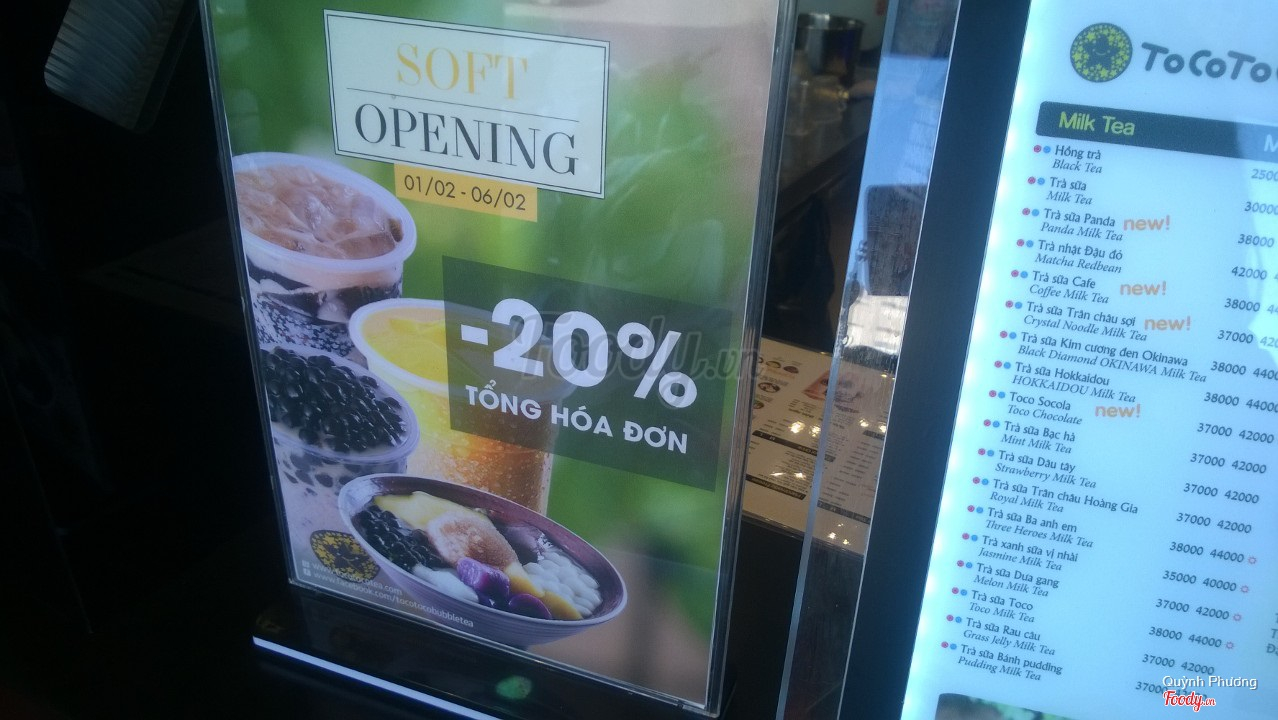 SOFT
OPENING
01/02 - 06/02
-20%
TỔNG HÓA ĐƠN
www.facebook.com/tocotocobubbletea
Foody.vn
ToCoTo
Milk Tea
M
Hồng trà
Black Tea
2500
Trà sữa
Milk Tea
30000
Trà sữa Panda new!
Panda Milk Tea
38000
Trà nhật Đậu đỏ
Matcha Redbean
42000
Trà sữa Cafe new!
Coffee Milk Tea
38000
Trà sữa Trân châu sợi new!
Crystal Noodle Milk Tea
37000
Trà sữa Kim cương đen Okinawa
Black Diamond OKINAWA Milk Tea
38000 4400
Trà sữa Hokkaidou
HOKKAIDOU Milk Tea
38000 44000
Toco Socola new!
Toco Chocolate
37000 42000
Trà sữa Bạc hà
Mint Milk Tea
37000 42000
Trà sữa Dâu tây
Strawberry Milk Tea
37000 42000
Trà sữa Trân châu Hoàng Gia
Royal Milk Tea
37000 42000
Trà sữa Ba anh em
Three Heroes Milk Tea
38000 44000
Trà xanh sữa vị nhài
Jasmine Milk Tea
35000 40000
Trà sữa Dưa gang
Melon Milk Tea
37000 42000
Trà sữa Toco
Toco Milk Tea
38000 44000
Trà sữa Rau câu
Grass Jelly Milk Tea
37000 42000
Trà sữa Bánh pudding
Pudding Milk Tea
37000
Quỳnh Phương
Foody.vn